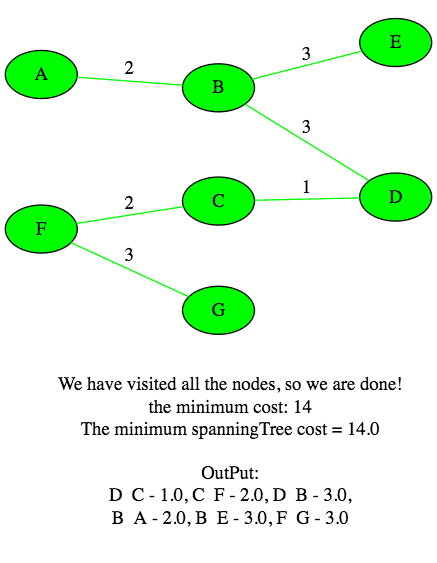 E
3
A
2
B
3
C
1
D
2
F
3
G
We have visited all the nodes, so we are done!
the minimum cost: 14
The minimum spanningTree cost = 14.0
OutPut:
D C - 1.0, C F - 2.0, D B - 3.0,
B A - 2.0, B E - 3.0, F G - 3.0